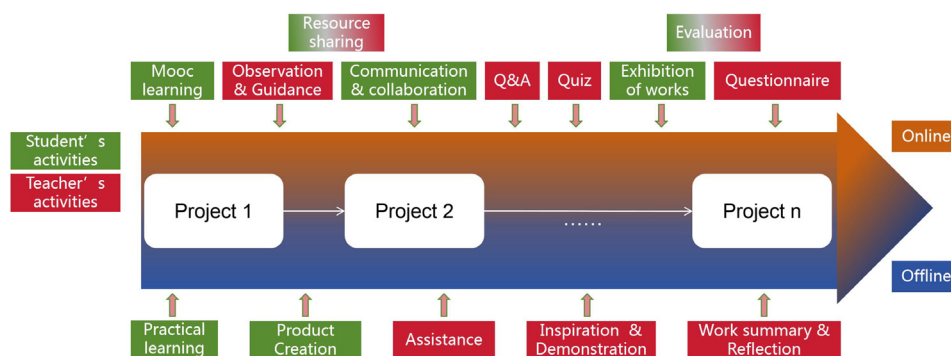 Resource
sharing
Evaluation
Mooc
learning
Observation
& Guidance
Communication
& collaboration
Q&A
Quiz
Exhibition
of works
Questionnaire
Student’s
activities
Teacher’s
activities
Online
Project 1
Project 2
......
Project n
Offline
Practical
learning
Product
Creation
Assistance
Inspiration &
Demonstration
Work summary &
Reflection